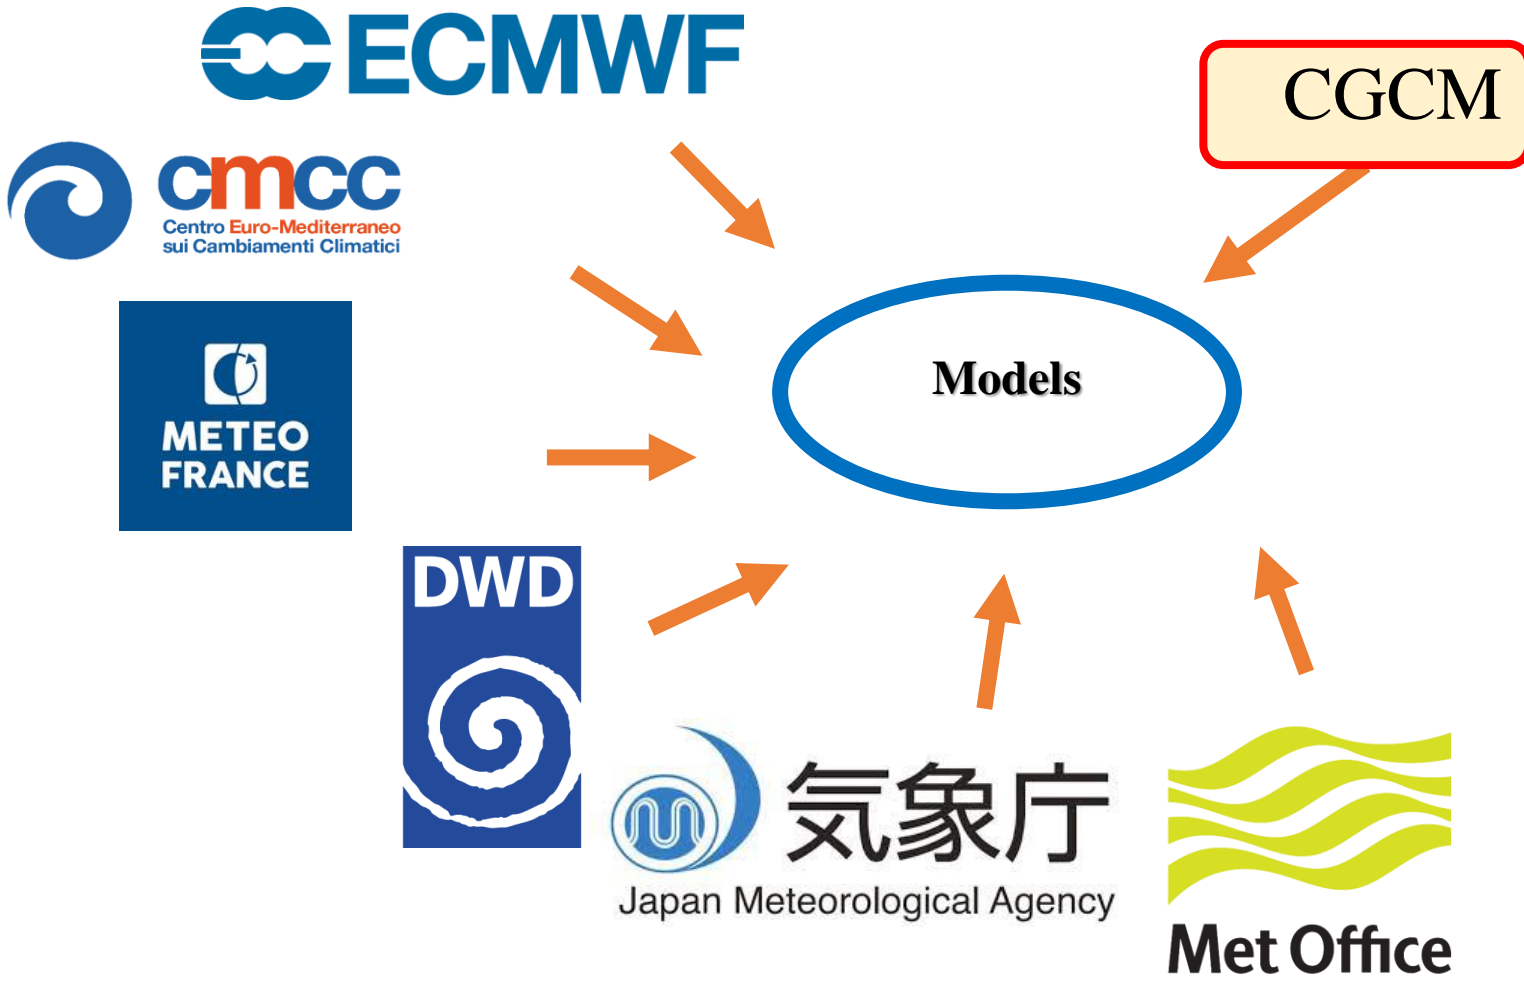 ECMWF
CGCM
cmcc
Centro Euro-Mediterraneo
sui Cambiamenti Climatici
METEO
FRANCE
Models
DWD
気象庁
Japan Meteorological Agency
Met Office